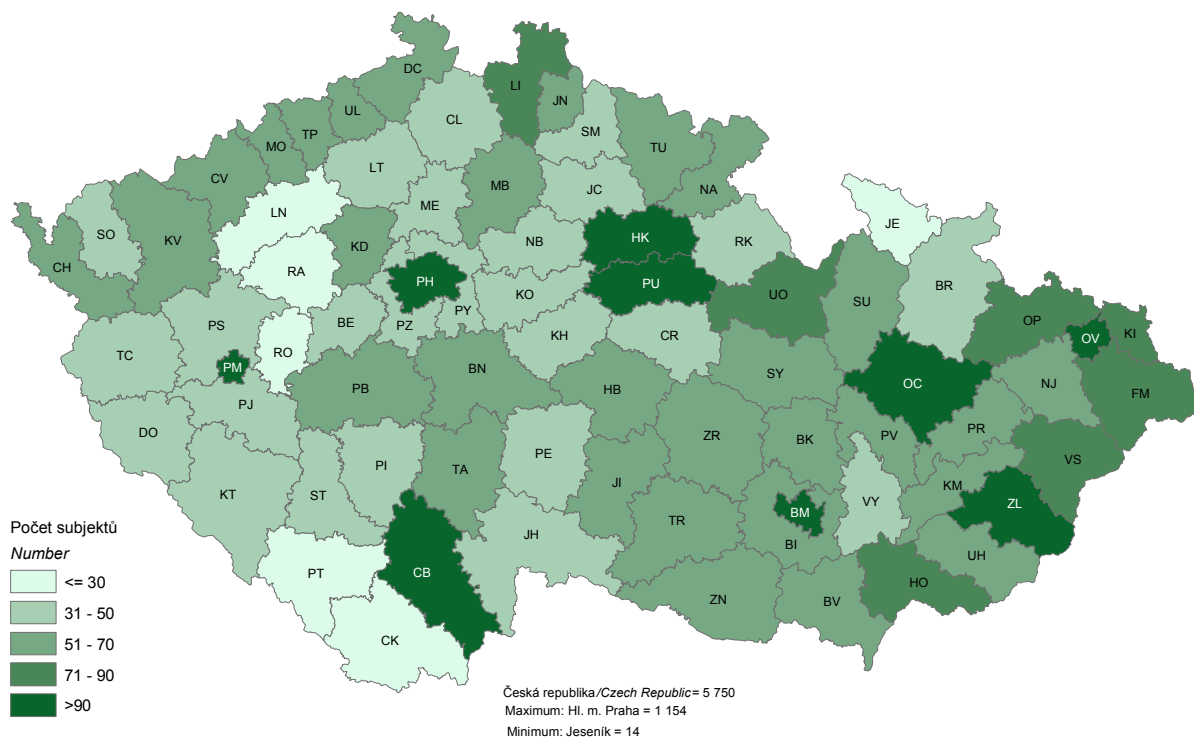 DC
LI
JN
UL
CL
TP
SM
MO
TU
LT
CV
MB
JC
NA
ME
LN
SO
KV
KD
NB
HK
RK
JE
CH
RA
PH
KO
PU
UO
SU
BR
PY
PS
BE
PZ
OP
KI
OV
TC
RO
KH
CR
PM
BN
SY
OC
NJ
FM
PB
HB
PJ
DO
ZR
BK
PV
PR
PI
PE
TA
VS
KT
ST
JI
KM
VY
ZL
BM
TR
JH
BI
UH
PT
CB
HO
ZN
BV
CK
Počet subjektů
Number
<= 30
31 - 50
51 - 70
71 - 90
>90
Česká republika/Czech Republic= 5 750
Maximum: Hl. m. Praha = 1 154
Minimum: Jeseník = 14